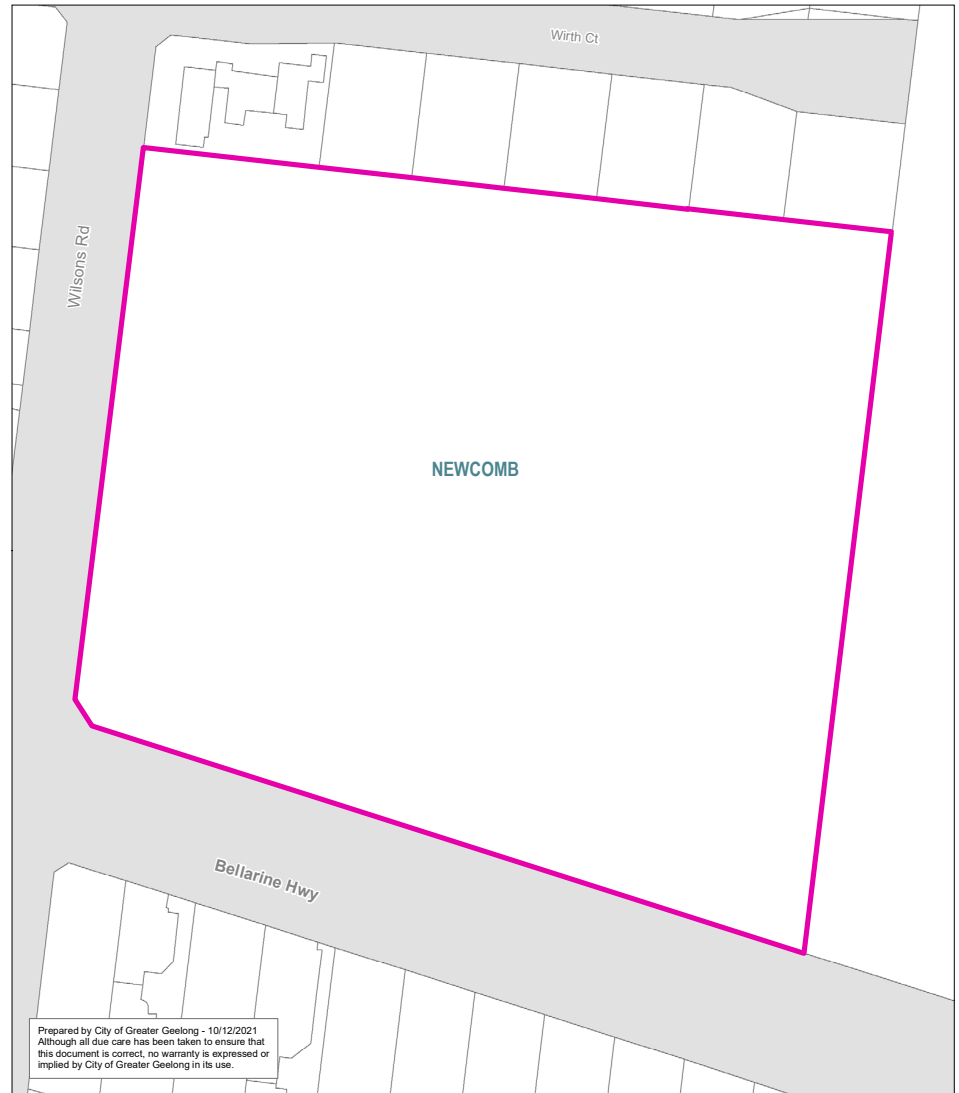 Wirth Ct
Wilsons Rd
NEWCOMB
Bellarine Hwy
Prepared by City of Greater Geelong - 10/12/2021
Although all due care has been taken to ensure that
this document is correct, no warranty is expressed or
implied by City of Greater Geelong in its use.